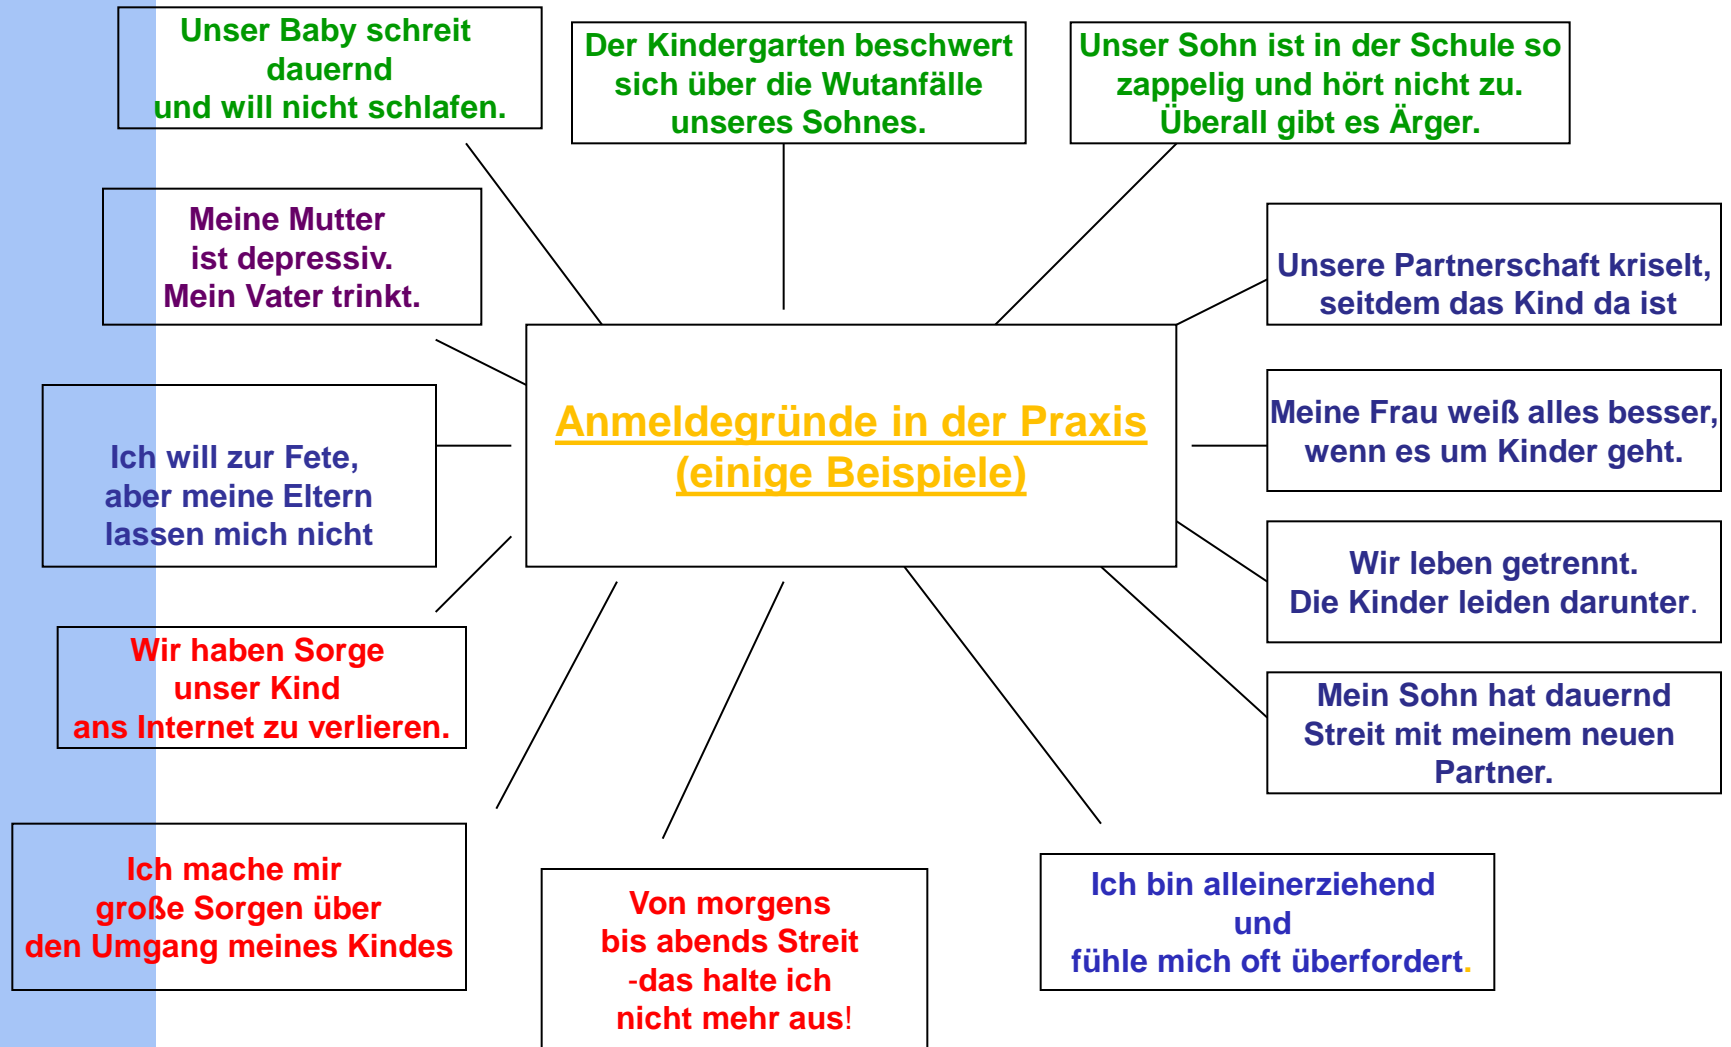 Unser Baby schreit
dauernd
und will nicht schlafen.
Der Kindergarten beschwert
sich über die Wutanfälle
unseres Sohnes.
Unser Sohn ist in der Schule so
zappelig und hört nicht zu.
Überall gibt es Ärger.
Meine Mutter
ist depressiv.
Mein Vater trinkt.
Unsere Partnerschaft kriselt,
seitdem das Kind da ist
Anmeldegründe in der Praxis
(einige Beispiele)
Ich will zur Fete,
aber meine Eltern
lassen mich nicht
Meine Frau weiß alles besser,
wenn es um Kinder geht.
Wir leben getrennt.
Die Kinder leiden darunter.
Wir haben Sorge
unser Kind
ans Internet zu verlieren.
Mein Sohn hat dauernd
Streit mit meinem neuen
Partner.
Ich mache mir
große Sorgen über
den Umgang meines Kindes
Von morgens
bis abends Streit
-das halte ich
nicht mehr aus!
Ich bin alleinerziehend
und
fühle mich oft überfordert.